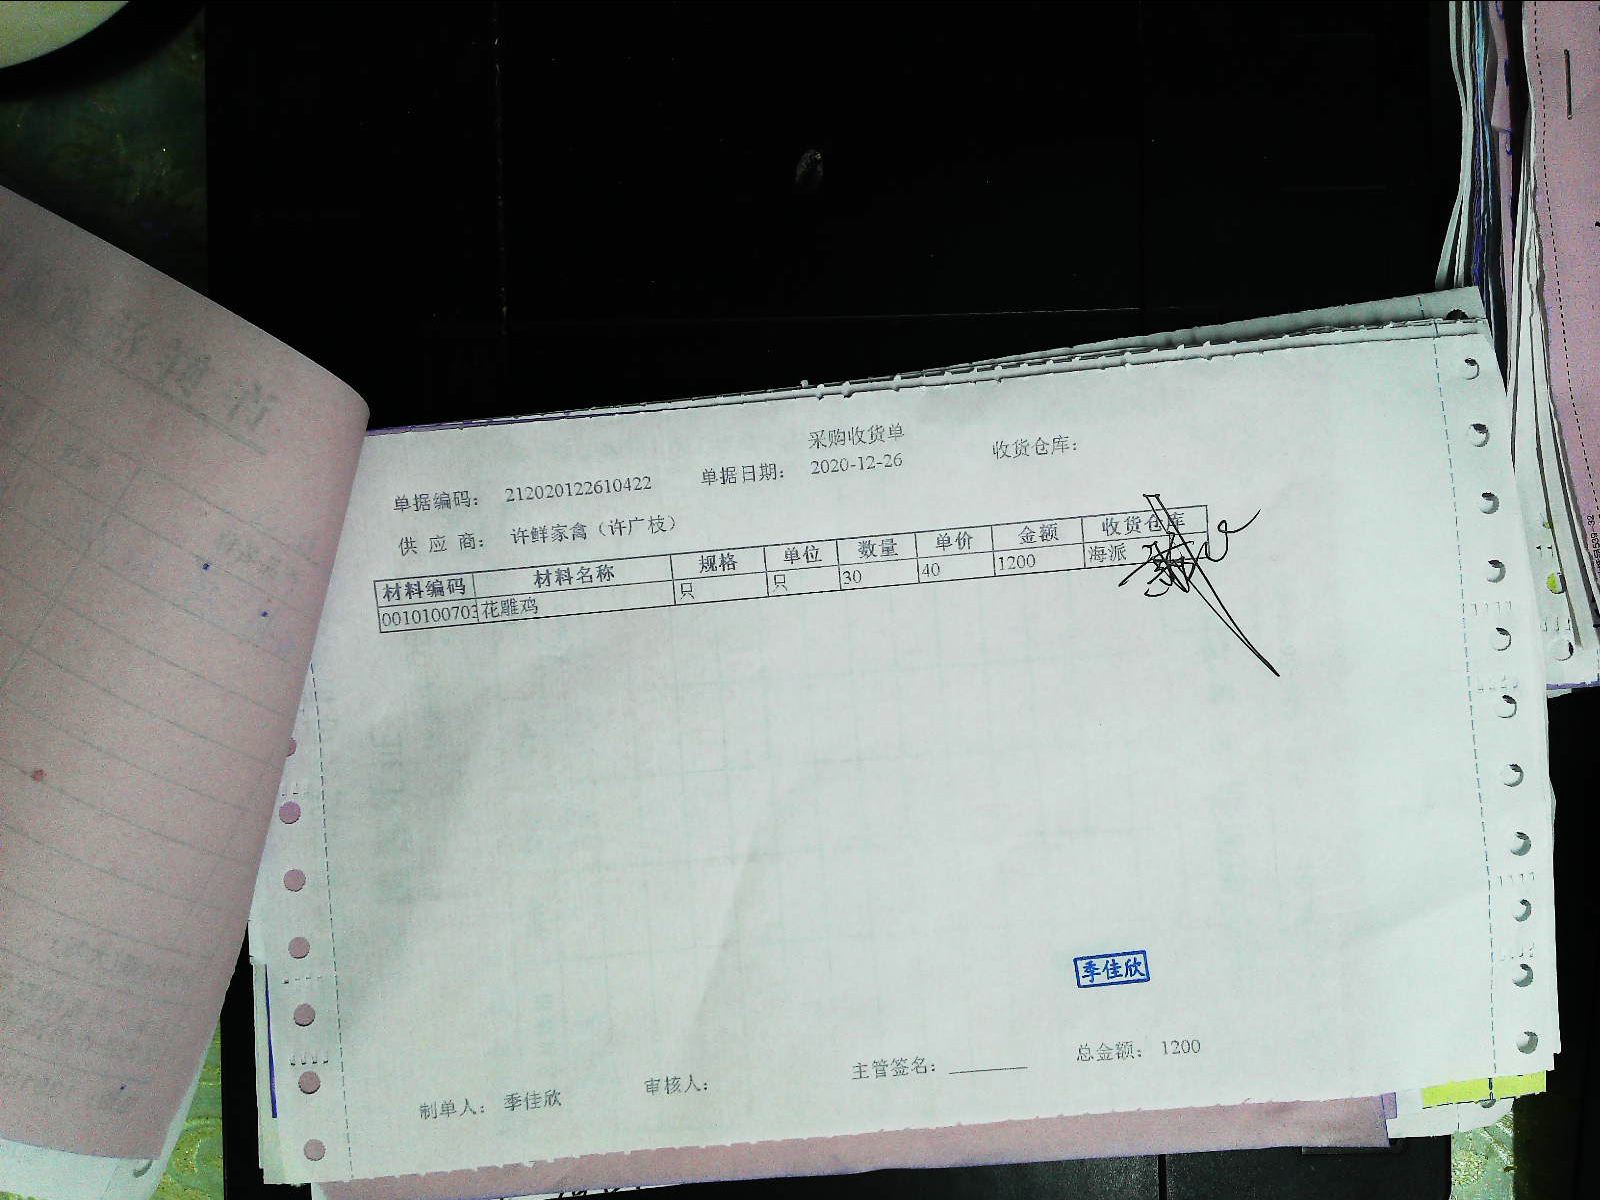 采购收货单
单据编码： 212020122610422 单据日期： 2020-12-26 收货仓库：
供 应 商： 许鲜家禽（许广枝）
材料编码 材料名称 规格 单位 数量 单价 金额 收货仓库
0010100703 花雕鸡 只 只 30 40 1200 海派
季佳欣
制单人： 季佳欣 审核人： 主管签名： 总金额： 1200